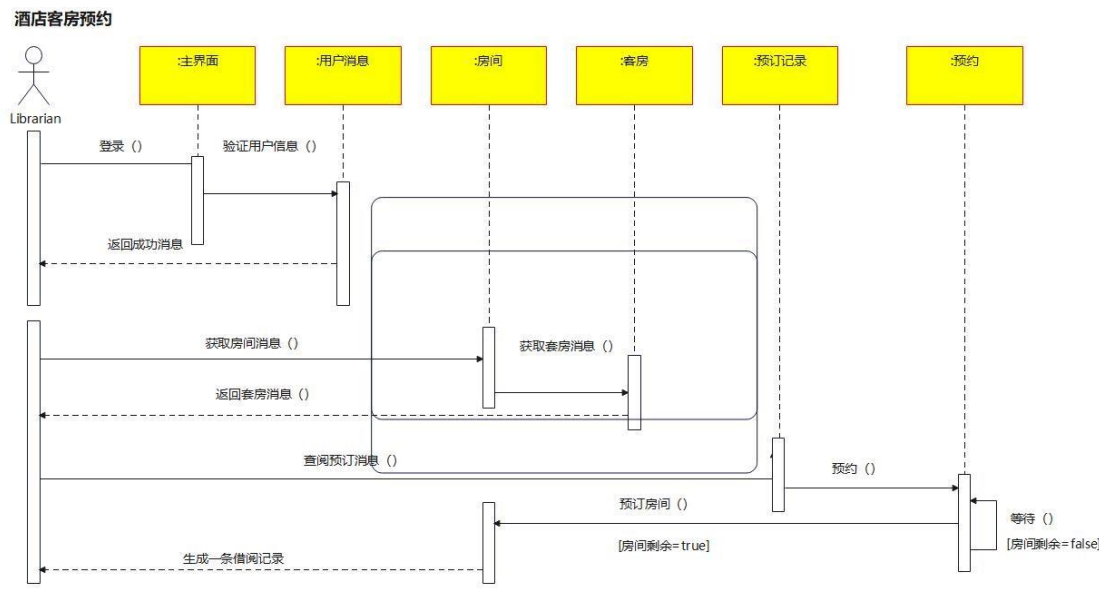 酒店客房预约
:主界面
:用户消息
:房间
:客房
:预订记录
:预约
Librarian
登录（）
验证用户信息（）
返回成功消息
获取房间消息（）
获取套房消息（）
返回套房消息（）
查阅预订消息（）
预约（）
预订房间（）
等待（）
[房间剩余=true]
[房间剩余=false]
生成一条借阅记录